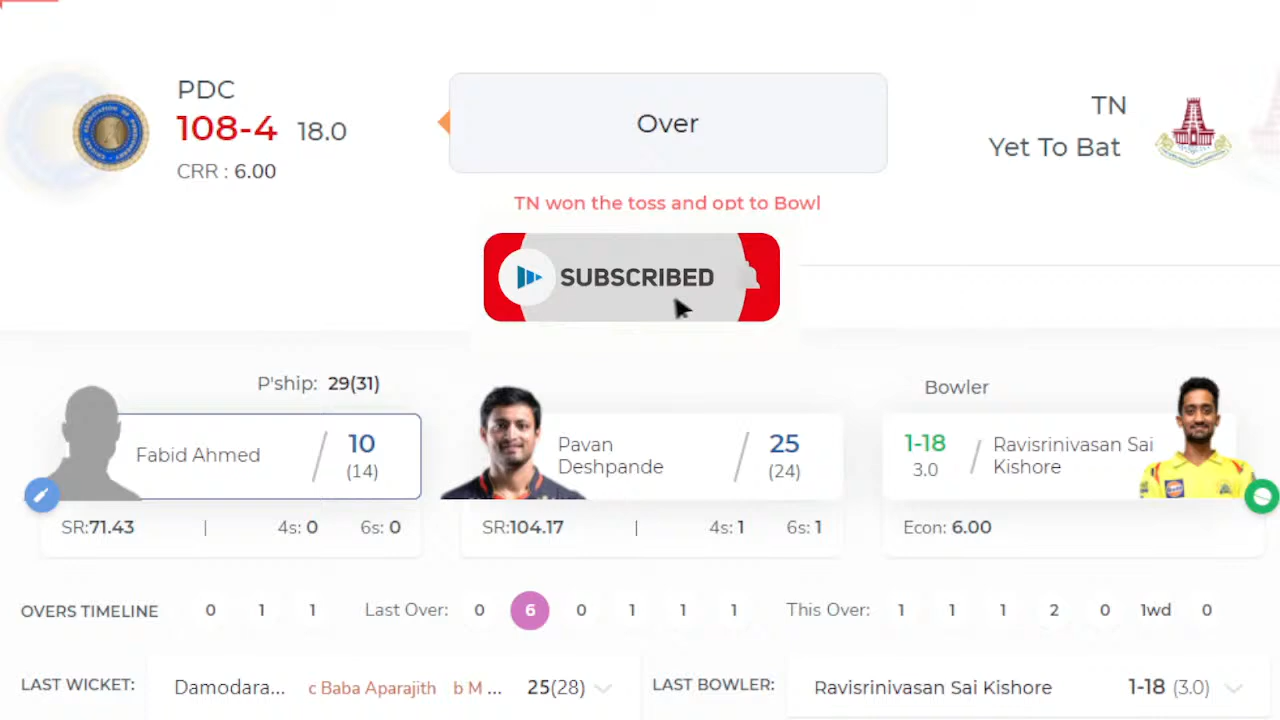 PDC
108-4 18.0
CRR : 6.00
Over
TN
Yet To Bat
TN won the toss and opt to Bowl
SUBSCRIBED
P'ship: 29(31)
Fabid Ahmed / 10
(14)
SR:71.43 | 4s: 0 6s: 0
Pavan
Deshpande / 25
(24)
SR:104.17 | 4s: 1 6s: 1
Bowler
1-18 / Ravisrinivasan Sai
3.0 Kishore
Econ: 6.00
OVERS TIMELINE 0 1 1 Last Over: 0 6 0 1 1 1 This Over: 1 1 1 2 0 1wd 0
LAST WICKET: Damodara... c Baba Aparajith b M ... 25(28) LAST BOWLER: Ravisrinivasan Sai Kishore 1-18 (3.0)